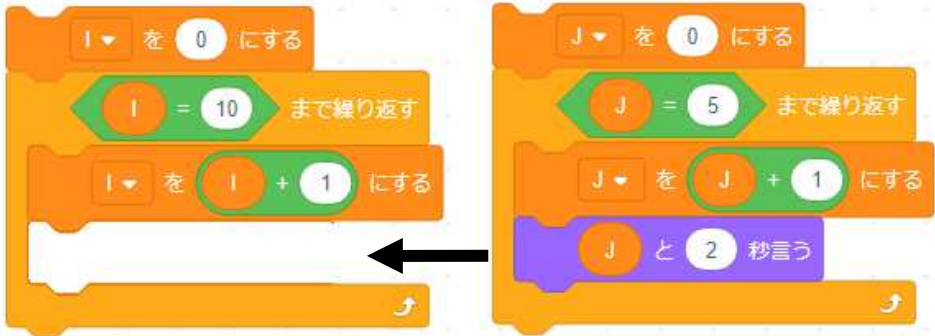 I を 0 にする
I = 10 まで繰り返す
I を I + 1 にする
J を 0 にする
J = 5 まで繰り返す
J を J + 1 にする
J と 2 秒言う